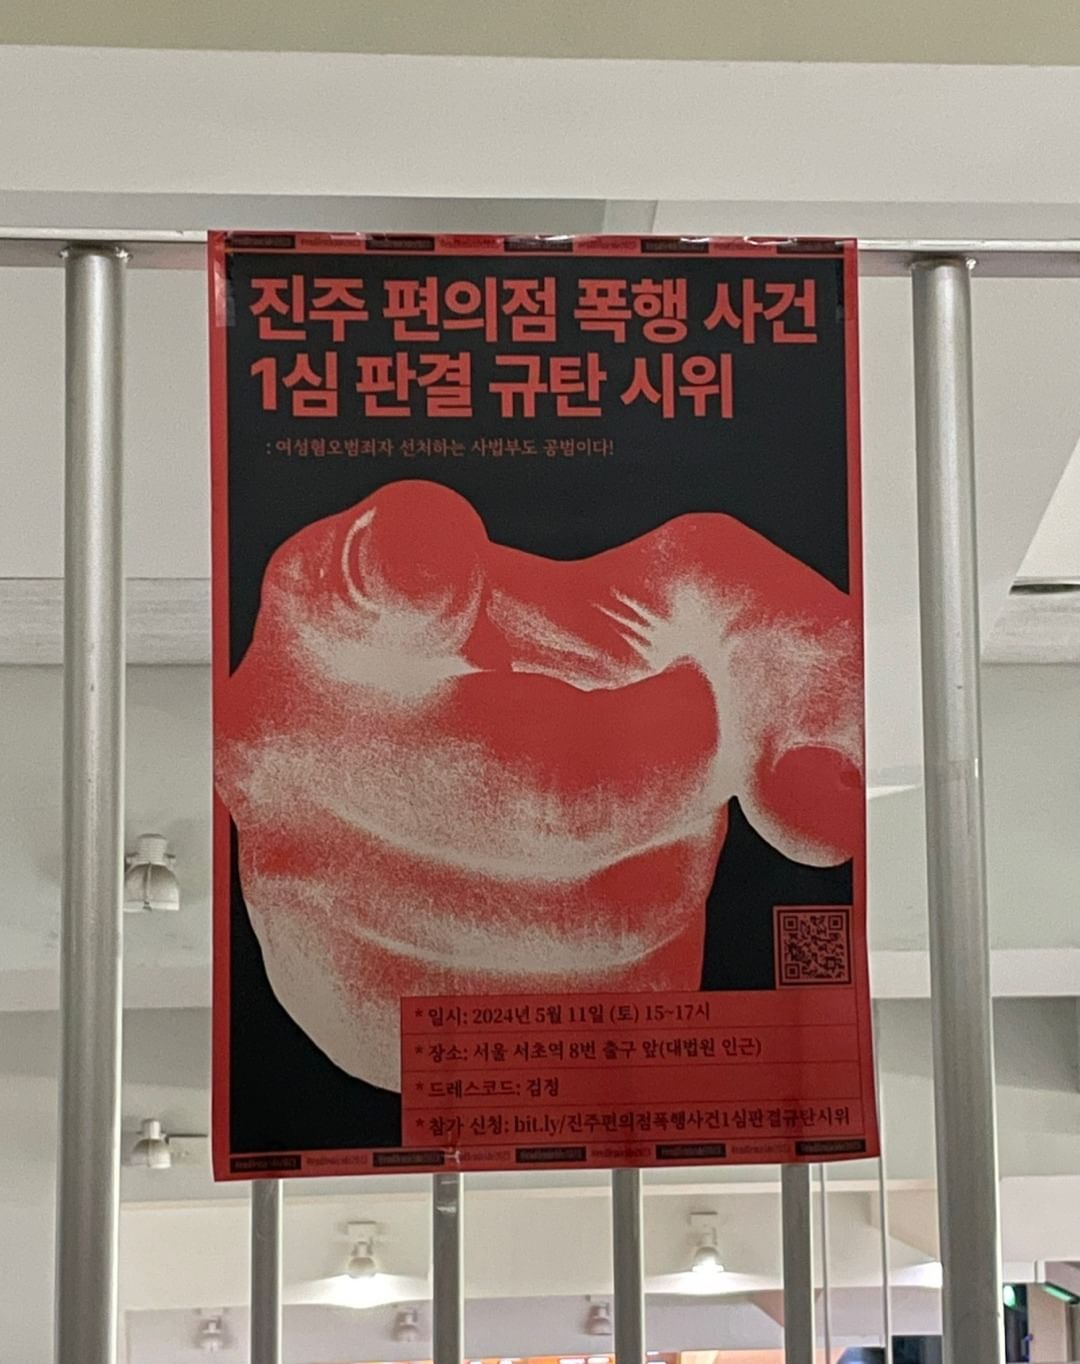 진주 편의점 폭행 사건
1심 판결 규탄 시위
: 여성혐오범죄자 선처하는 사법부도 공범이다!
* 일시: 2024년 5월 11일 (토) 15~17시
* 장소: 서울 서초역 8번 출구 앞(대법원 인근)
* 드레스코드: 검정
* 참가 신청: bit.ly/진주편의점폭행사건1심판결규탄시위